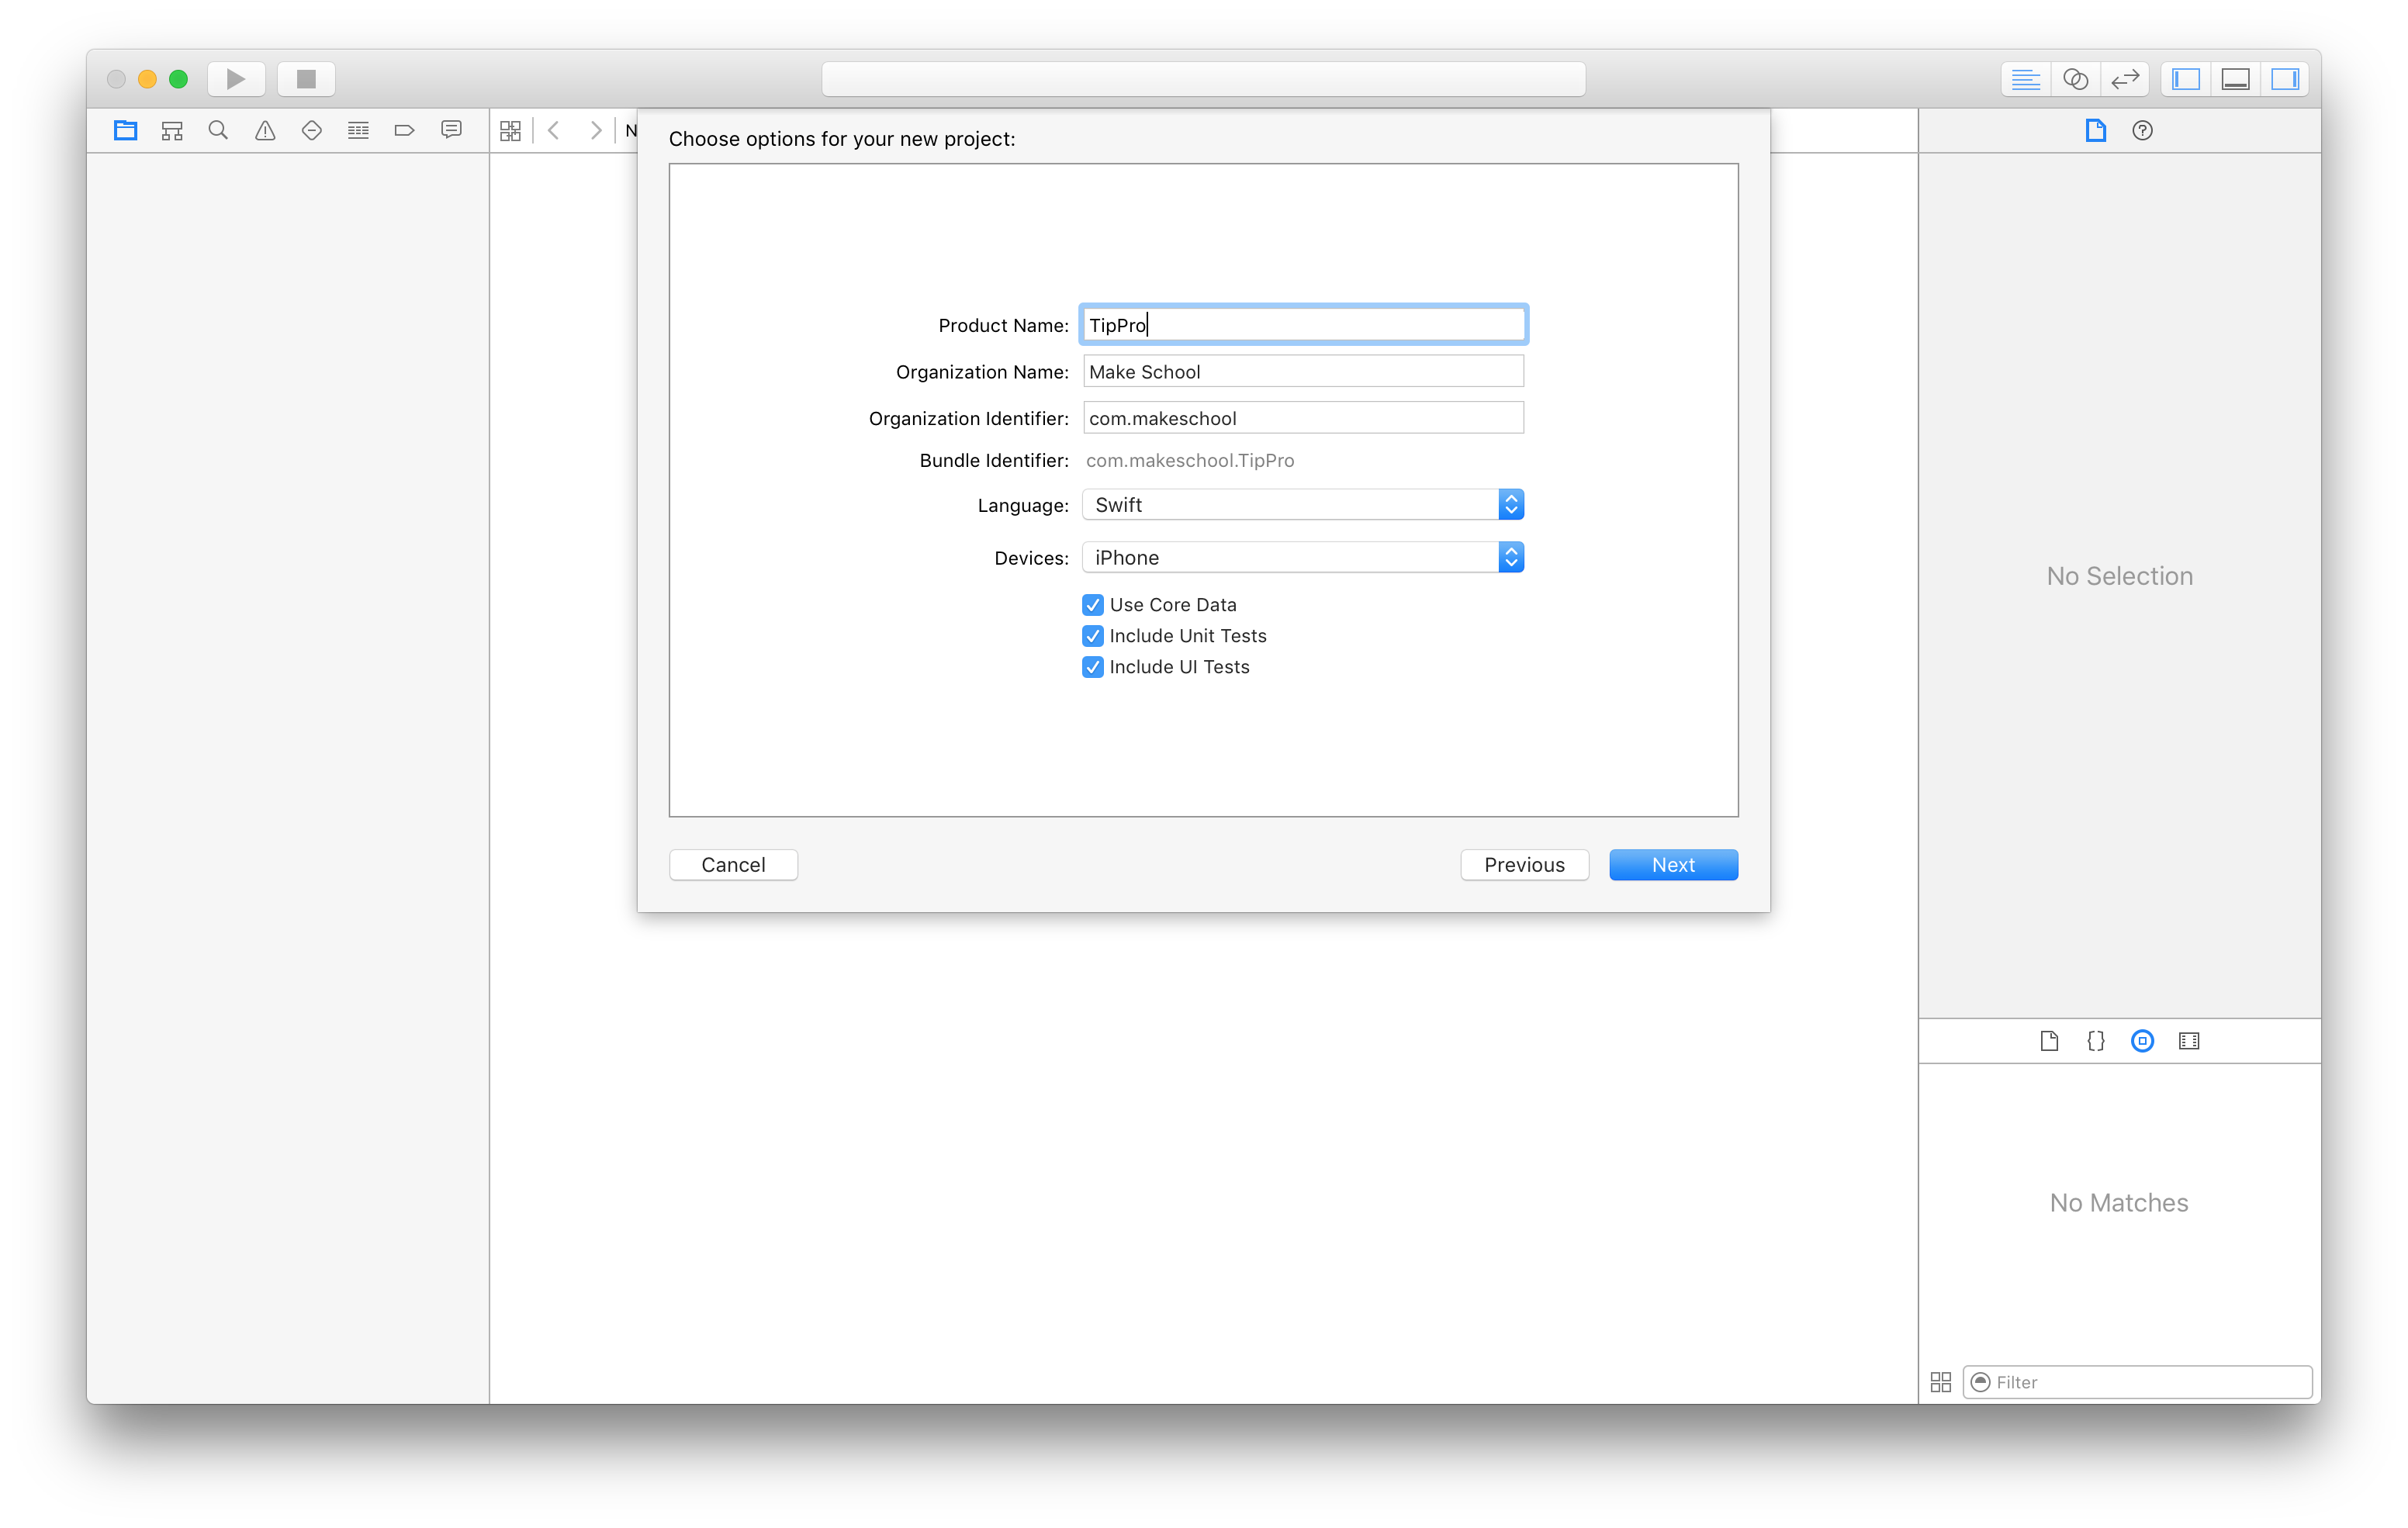 N
Choose options for your new project:
Product Name: TipPro
Organization Name: Make School
Organization Identifier: com.makeschool
Bundle Identifier: com.makeschool.TipPro
Language: Swift
Devices: iPhone
Use Core Data
Include Unit Tests
Include UI Tests
Cancel Previous Next
No Selection
No Matches
Filter